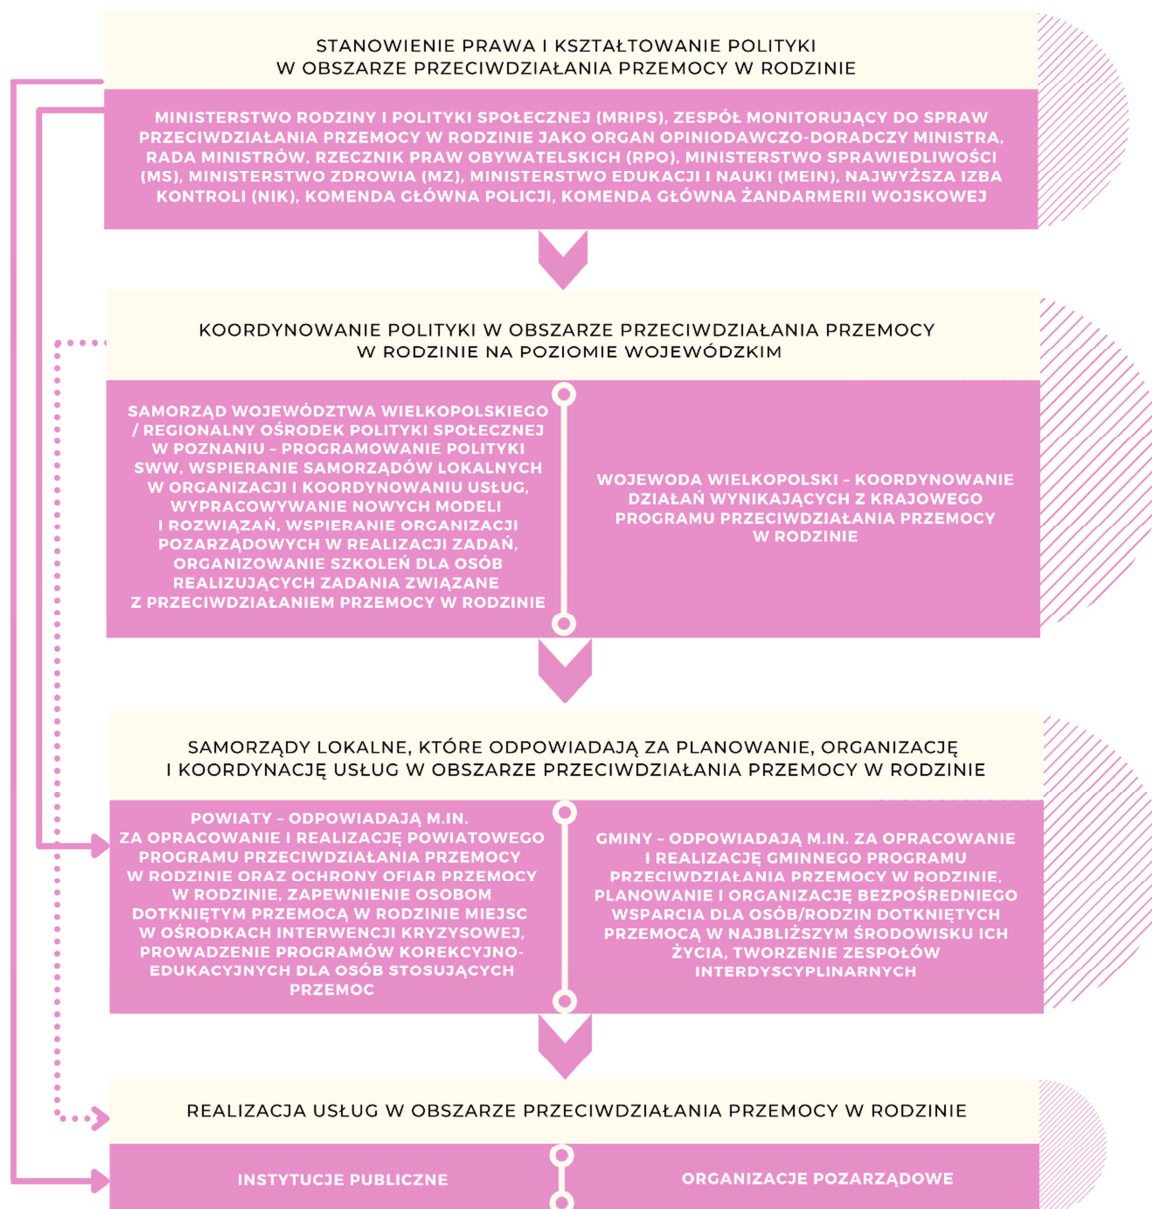 STANOWIENIE PRAWA I KSZTAŁTOWANIE POLITYKI
W OBSZARZE PRZECIWDZIAŁANIA PRZEMOCY W RODZINIE
MINISTERSTWO RODZINY I POLITYKI SPOŁECZNEJ (MRIPS), ZESPÓŁ MONITORUJĄCY DO SPRAW
PRZECIWDZIAŁANIA PRZEMOCY W RODZINIE JAKO ORGAN OPINIODAWCZO-DORADCZY MINISTRA,
RADA MINISTRÓW, RZECZNIK PRAW OBYWATELSKICH (RPO), MINISTERSTWO SPRAWIEDLIWOŚCI
(MS), MINISTERSTWO ZDROWIA (MZ), MINISTERSTWO EDUKACJI I NAUKI (MEIN), NAJWYŻSZA IZBA
KONTROLI (NIK), KOMENDA GŁÓWNA POLICJI, KOMENDA GŁÓWNA ŻANDARMERII WOJSKOWEJ
KOORDYNOWANIE POLITYKI W OBSZARZE PRZECIWDZIAŁANIA PRZEMOCY
W RODZINIE NA POZIOMIE WOJEWÓDZKIM
SAMORZĄD WOJEWÓDZTWA WIELKOPOLSKIEGO
/ REGIONALNY OŚRODEK POLITYKI SPOŁECZNEJ
W POZNANIU – PROGRAMOWANIE POLITYKI
SWW, WSPIERANIE SAMORZĄDÓW LOKALNYCH
W ORGANIZACJI I KOORDYNOWANIU USŁUG,
WYPRACOWYWANIE NOWYCH MODELI
I ROZWIĄZAŃ, WSPIERANIE ORGANIZACJI
POZARZĄDOWYCH W REALIZACJI ZADAŃ,
ORGANIZOWANIE SZKOLEŃ DLA OSÓB
REALIZUJĄCYCH ZADANIA ZWIĄZANE
Z PRZECIWDZIAŁANIEM PRZEMOCY W RODZINIE
WOJEWODA WIELKOPOLSKI – KOORDYNOWANIE
DZIAŁAŃ WYNIKAJĄCYCH Z KRAJOWEGO
PROGRAMU PRZECIWDZIAŁANIA PRZEMOCY
W RODZINIE
SAMORZĄDY LOKALNE, KTÓRE ODPOWIADAJĄ ZA PLANOWANIE, ORGANIZACJĘ
I KOORDYNACJĘ USŁUG W OBSZARZE PRZECIWDZIAŁANIA PRZEMOCY W RODZINIE
POWIATY – ODPOWIADAJĄ M.IN.
ZA OPRACOWANIE I REALIZACJĘ POWIATOWEGO
PROGRAMU PRZECIWDZIAŁANIA PRZEMOCY
W RODZINIE ORAZ OCHRONY OFIAR PRZEMOCY
W RODZINIE, ZAPEWNIENIE OSOBOM
DOTKNIĘTYM PRZEMOCĄ W RODZINIE MIEJSC
W OŚRODKACH INTERWENCJI KRYZYSOWEJ,
PROWADZENIE PROGRAMÓW KOREKCYJNO-
EDUKACYJNYCH DLA OSÓB STOSUJĄCYCH
PRZEMOC
GMINY – ODPOWIADAJĄ M.IN. ZA OPRACOWANIE
I REALIZACJĘ GMINNEGO PROGRAMU
PRZECIWDZIAŁANIA PRZEMOCY W RODZINIE,
PLANOWANIE I ORGANIZACJĘ BEZPOŚREDNIEGO
WSPARCIA DLA OSÓB/RODZIN DOTKNIĘTYCH
PRZEMOCĄ W NAJBLIŻSZYM ŚRODOWISKU ICH
ŻYCIA, TWORZENIE ZESPOŁÓW
INTERDYSCYPLINARNYCH
REALIZACJA USŁUG W OBSZARZE PRZECIWDZIAŁANIA PRZEMOCY W RODZINIE
INSTYTUCJE PUBLICZNE
ORGANIZACJE POZARZĄDOWE